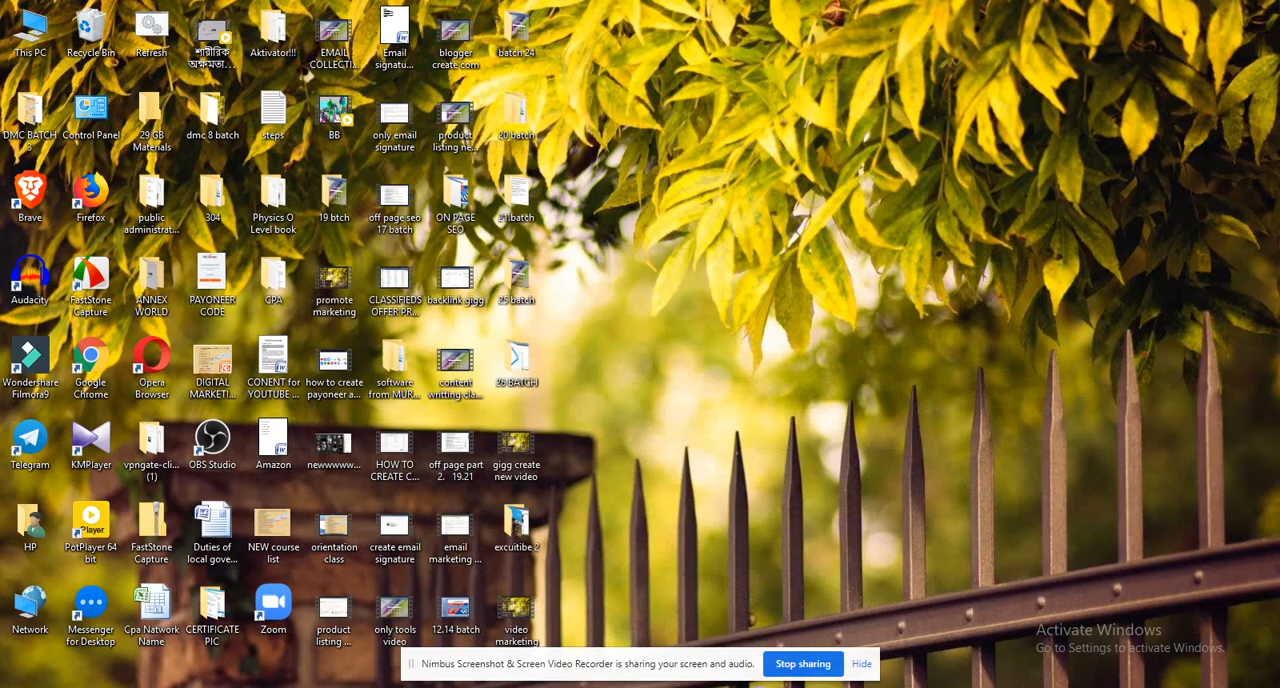 This PC
Recycle Bin
Refresh
শারীরিক
অক্ষমতা...
Aktivator!!!
EMAIL
COLLECTI...
Email
signatu...
blogger
create com
batch 24
DMC BATCH
8
Control Panel
29 GB
Materials
dmc 8 batch
steps
BB
only email
signature
product
listing ne...
20 batch
Brave
Firefox
public
administrat...
304
Physics O
Level book
19 btch
off page seo
17 batch
ON PAGE
SEO
21.batch
Audacity
FastStone
Capture
ANNEX
WORLD
PAYONEER
CODE
CPA
promote
marketing
CLASSIFIEDS
OFFER PR...
backlink gigg
25 batch
Wondershare
Filmora9
Google
Chrome
Opera
Browser
DIGITAL
MARKETI...
CONENT for
YOUTUBE ...
how to create
payoneer a...
software
from MUR...
content
writting cla...
26 BATCH
Telegram
KMPlayer
vpngate-cli...
(1)
OBS Studio
Amazon
newwwww...
HOW TO
CREATE C...
off page part
2. 19.21
gigg create
new video
HP
PotPlayer 64
bit
FastStone
Capture
Duties of
local gove...
NEW course
list
orientation
class
create email
signature
email
marketing ...
excuitibe 2
Network
Messenger
for Desktop
Cpa Network
Name
CERTIFICATE
PIC
Zoom
product
listing ...
only tools
video
12.14 batch
video
marketing
Activate Windows
Go to Settings to activate Windows.
Nimbus Screenshot & Screen Video Recorder is sharing your screen and audio.
Stop sharing
Hide